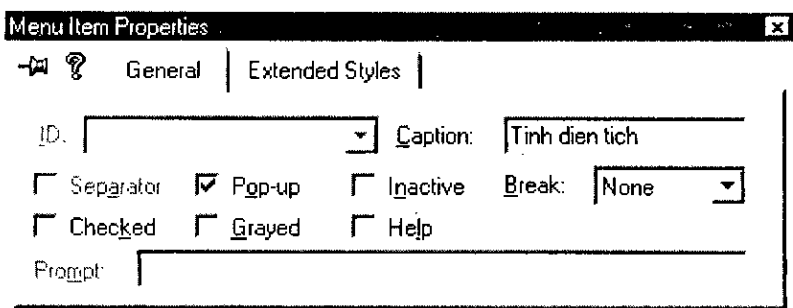 Menu Item Properties
General Extended Styles
ID: Caption: Tinh dien tich
Separator Pop-up Inactive Break: None
Checked Grayed Help
Prompt: